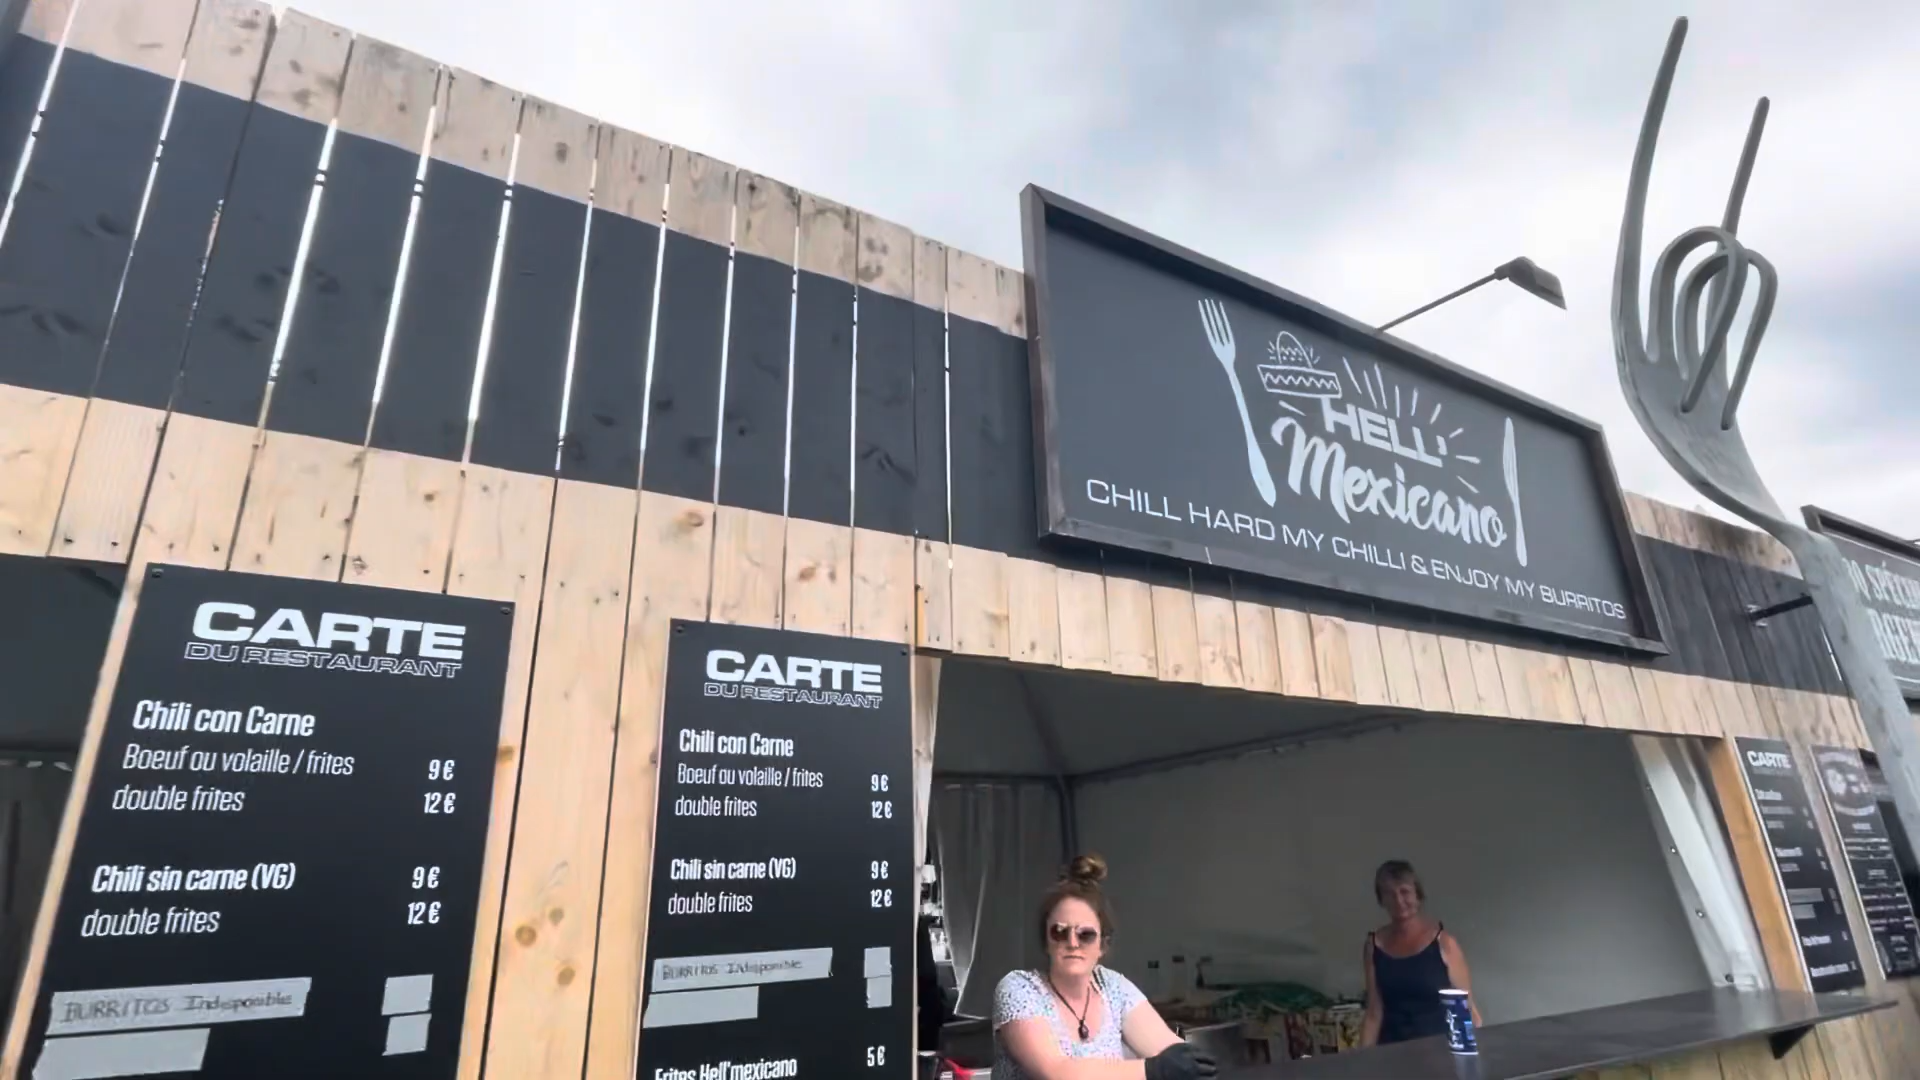 HELL'
Mexicano
CHILL HARD MY CHILLI & ENJOY MY BURRITOS
CARTE
DU RESTAURANT
Chili con Carne
Boeuf ou volaille / frites 9€
double frites 12€
Chili sin carne (VG) 9€
double frites 12€
BURRITOS Indisponible
CARTE
DU RESTAURANT
Chili con Carne
Boeuf ou volaille / frites 9€
double frites 12€
Chili sin carne (VG) 9€
double frites 12€
BURRITOS Indisponible
Frites Hell'mexicano 5€
CARTE